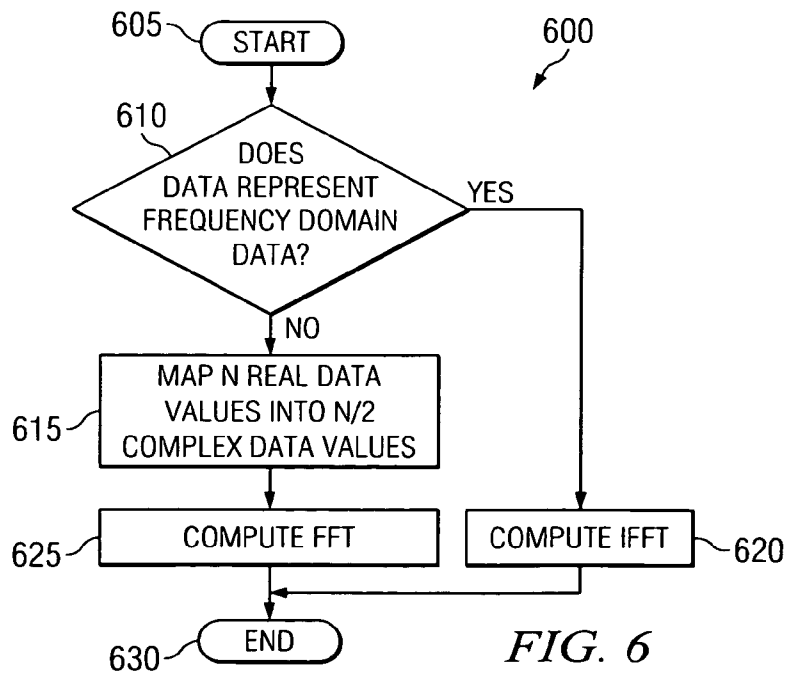 605
START
600
610
DOES
DATA REPRESENT
FREQUENCY DOMAIN
DATA?
YES
NO
MAP N REAL DATA
VALUES INTO N/2
COMPLEX DATA VALUES
615
COMPUTE FFT
625
COMPUTE IFFT
620
END
630
FIG. 6